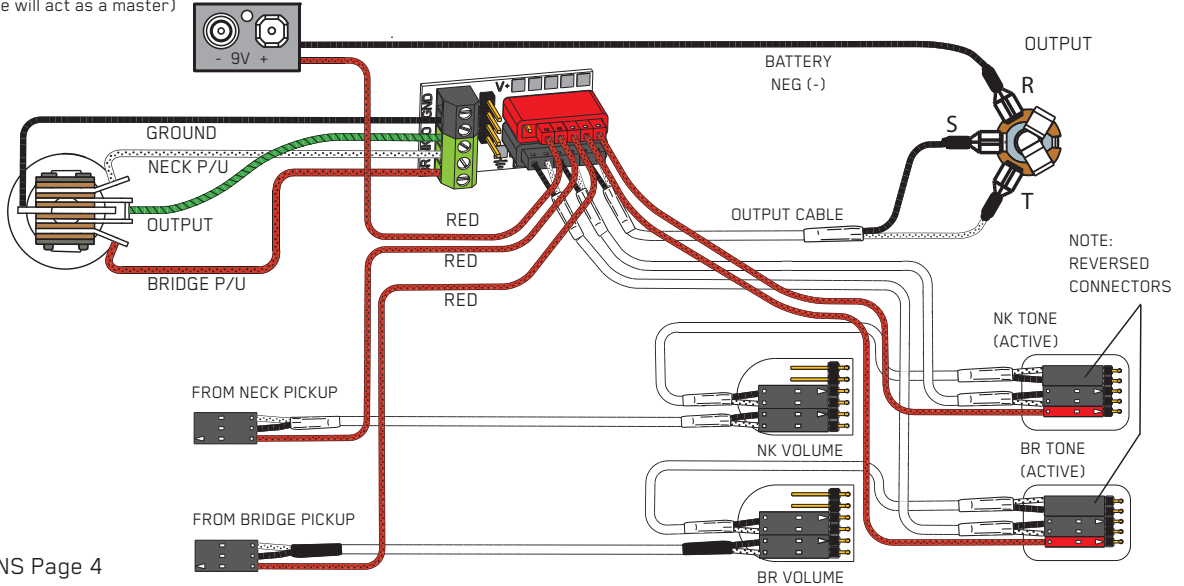 e will act as a master)
- 9V +
BATTERY
NEG (-)
OUTPUT
R
S
T
V+
GND
GROUND
NECK P/U
OUTPUT
BRIDGE P/U
RED
RED
RED
OUTPUT CABLE
NOTE:
REVERSED
CONNECTORS
NK TONE
(ACTIVE)
FROM NECK PICKUP
NK VOLUME
BR TONE
(ACTIVE)
FROM BRIDGE PICKUP
BR VOLUME
NS Page 4